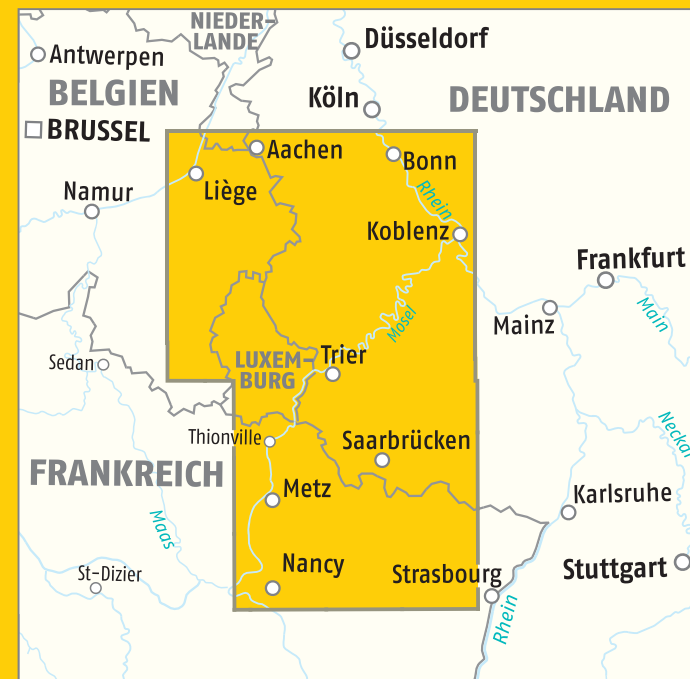 NIEDER-
LANDE
Düsseldorf
Antwerpen
BELGIEN
Köln
DEUTSCHLAND
BRUSSEL
Aachen
Bonn
Liège
Namur
Rhein
Koblenz
Frankfurt
Main
Mosel
Mainz
LUXEM-
BURG
Trier
Sedan
Neckar
Thionville
Saarbrücken
FRANKREICH
Metz
Karlsruhe
Maas
Nancy
St-Dizier
Strasbourg
Stuttgart
Rhein